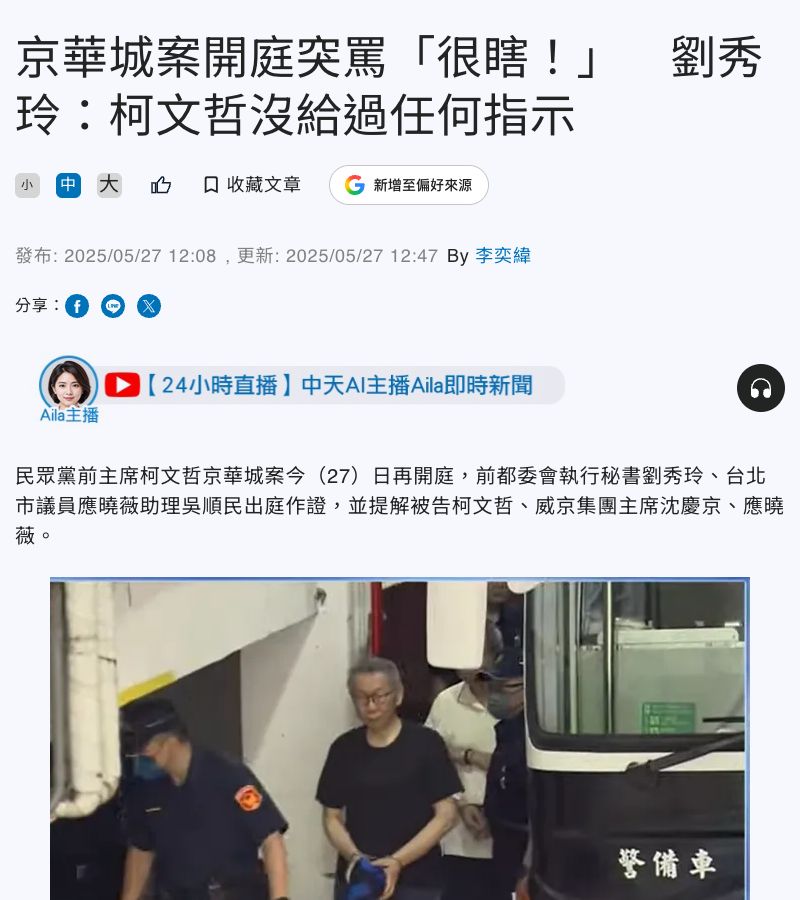 京華城案開庭突罵「很瞎！」　劉秀
玲：柯文哲沒給過任何指示
小 中 大 收藏文章 新增至偏好來源
發布: 2025/05/27 12:08 , 更新: 2025/05/27 12:47 By 李奕緯
分享：
【24小時直播】中天AI主播Aila即時新聞
Aila主播
民眾黨前主席柯文哲京華城案今（27）日再開庭，前都委會執行秘書劉秀玲、台北
市議員應曉薇助理吳順民出庭作證，並提解被告柯文哲、威京集團主席沈慶京、應曉
薇。
警備車